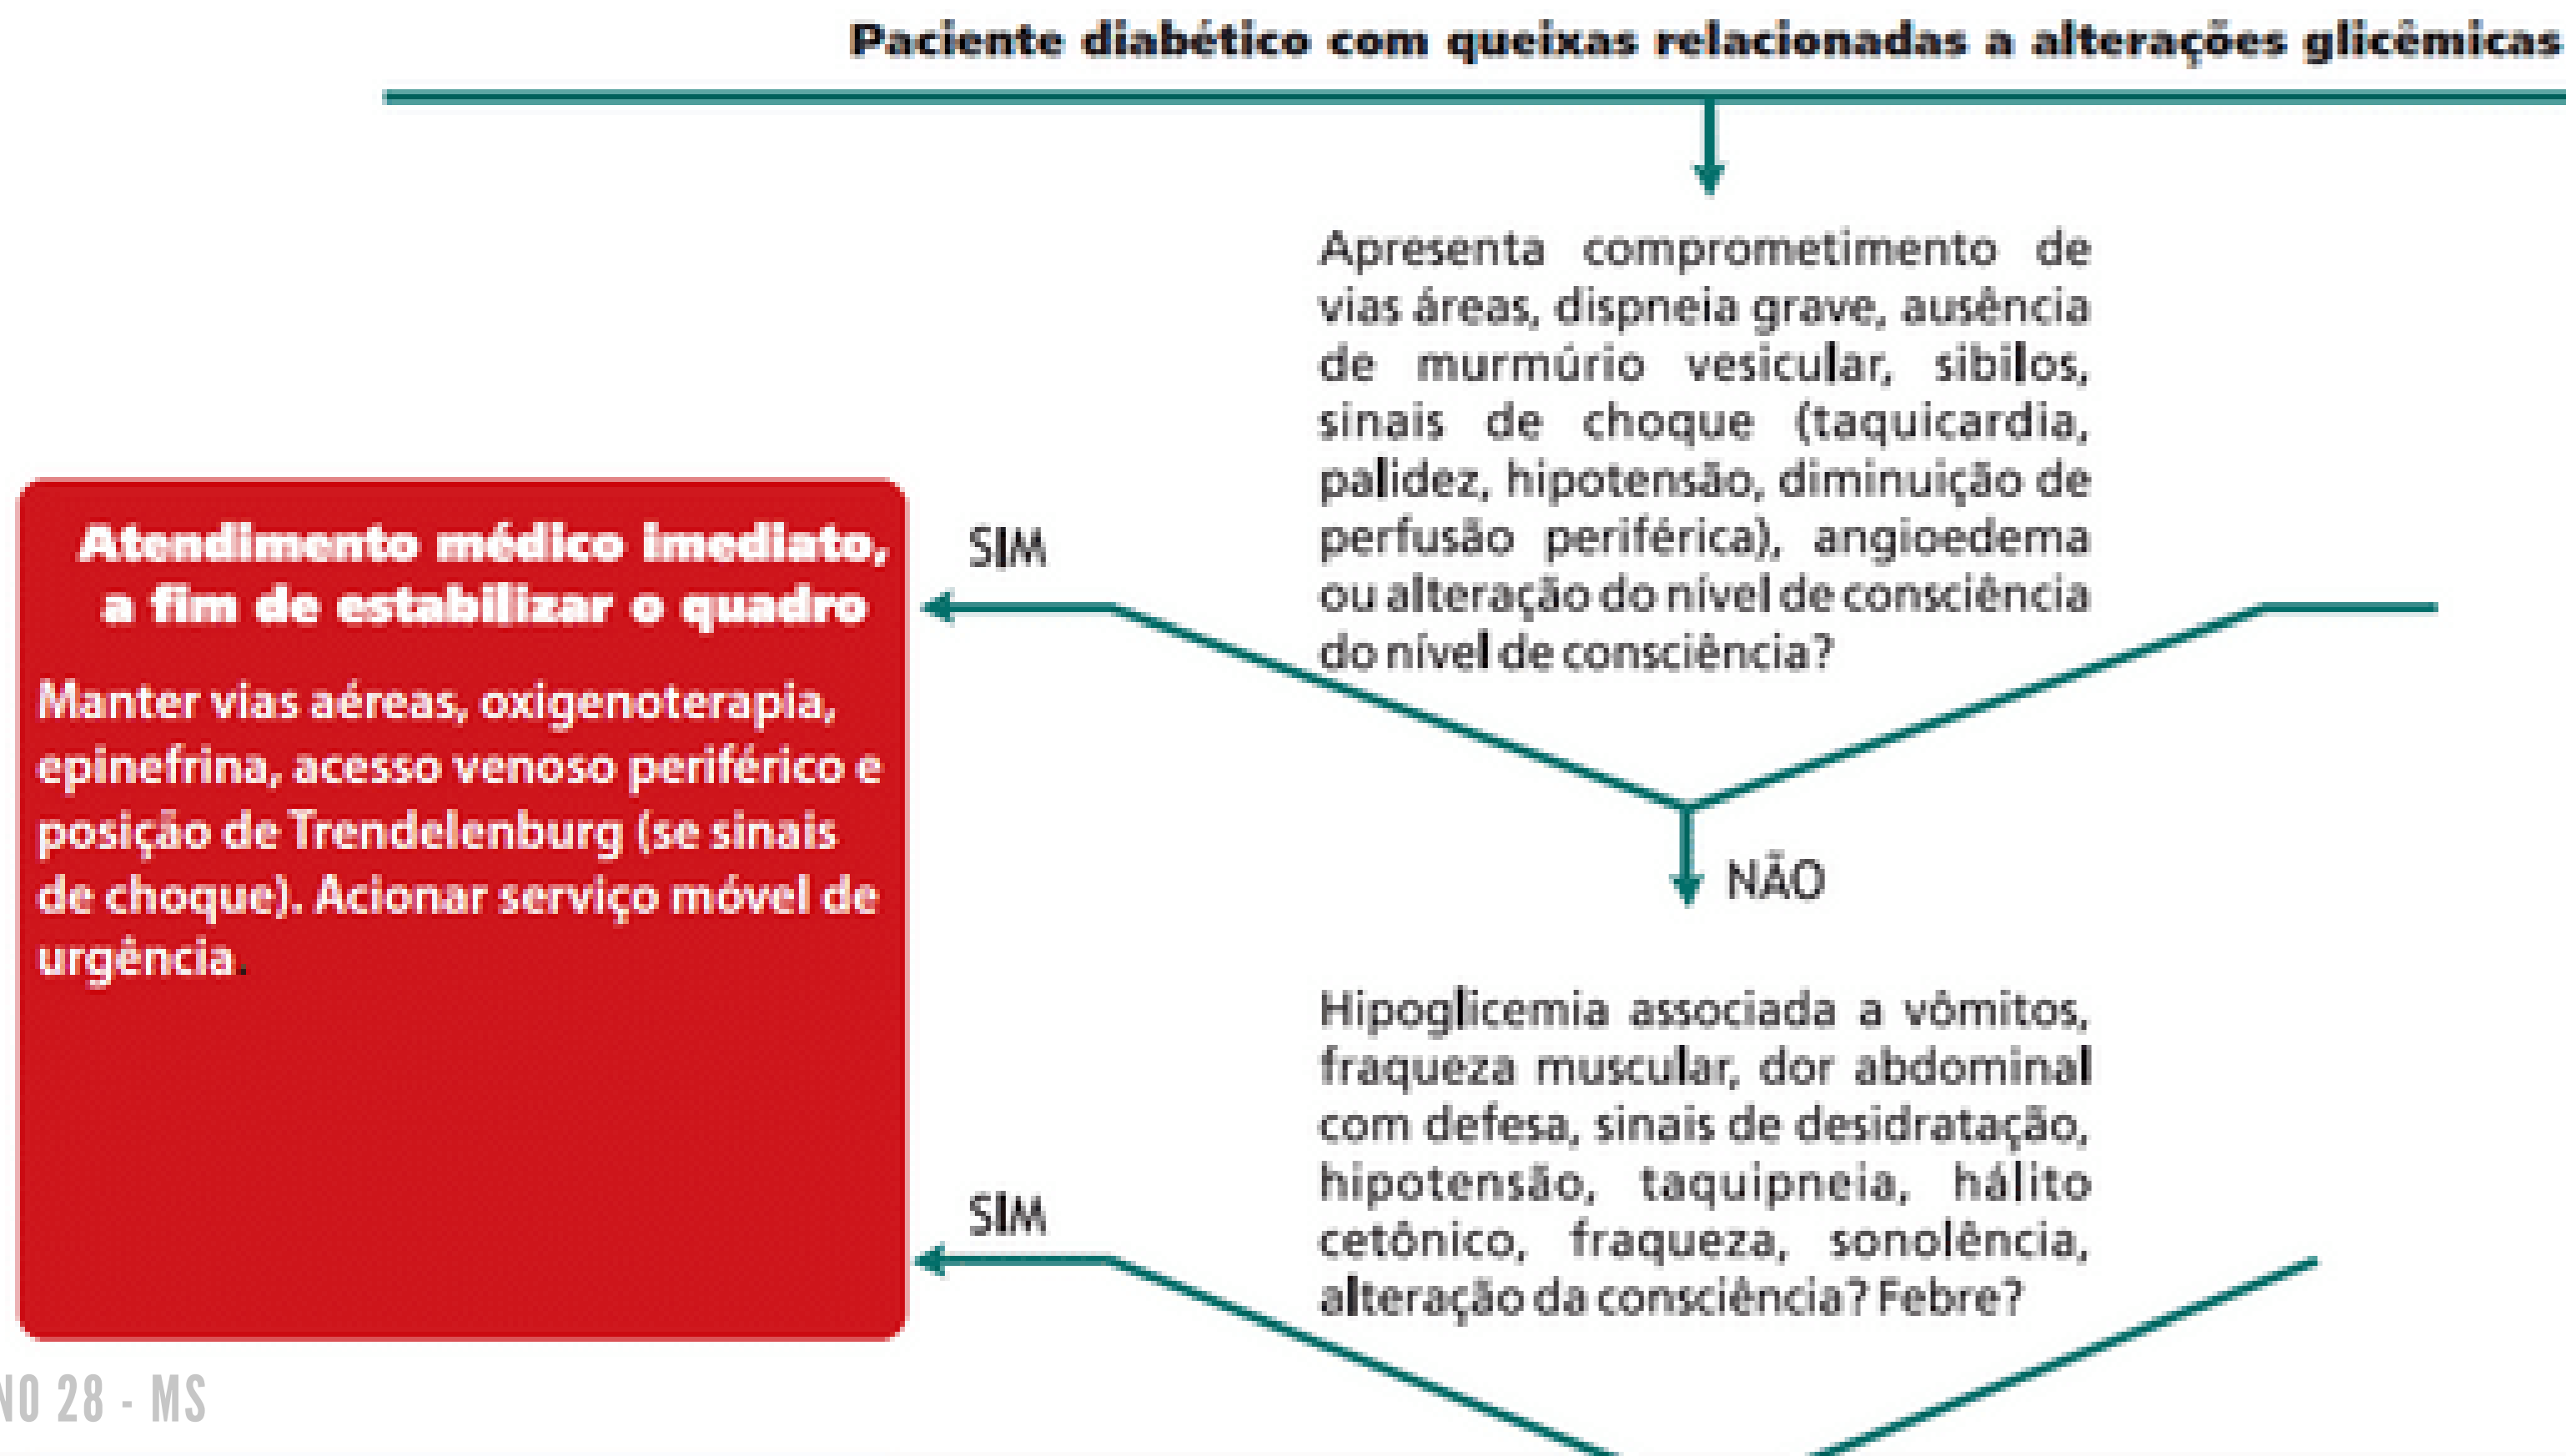 Paciente diabético com queixas relacionadas a alterações glicêmicas
Apresenta comprometimento de
vias áreas, dispneia grave, ausência
de murmúrio vesicular, sibilos,
sinais de choque (taquicardia,
palidez, hipotensão, diminuição de
perfusão periférica), angioedema
ou alteração do nível de consciência
do nível de consciência?
SIM
Atendimento médico imediato,
a fim de estabilizar o quadro
Manter vias aéreas, oxigenoterapia,
epinefrina, acesso venoso periférico e
posição de Trendelenburg (se sinais
de choque). Acionar serviço móvel de
urgência.
NÃO
Hipoglicemia associada a vômitos,
fraqueza muscular, dor abdominal
com defesa, sinais de desidratação,
hipotensão, taquipneia, hálito
cetônico, fraqueza, sonolência,
alteração da consciência? Febre?
SIM
NO 28 - MS